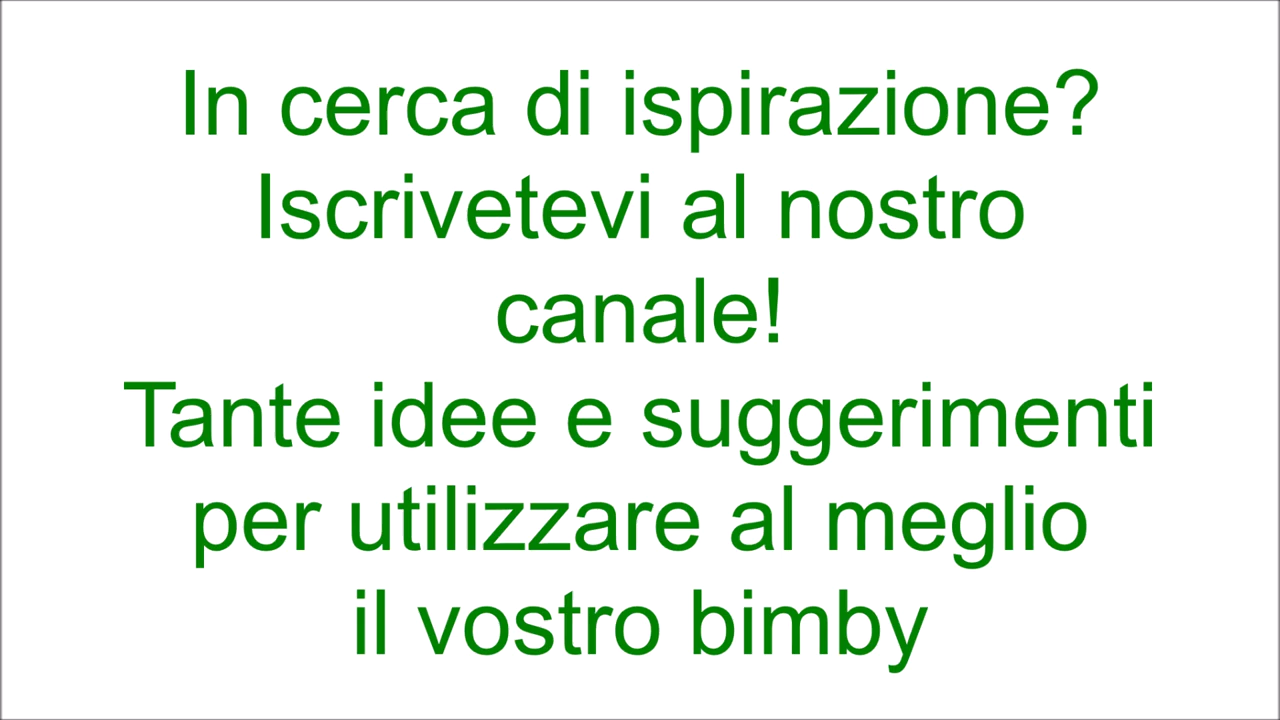 In cerca di ispirazione?
Iscrivetevi al nostro
canale!
Tante idee e suggerimenti
per utilizzare al meglio
il vostro bimby